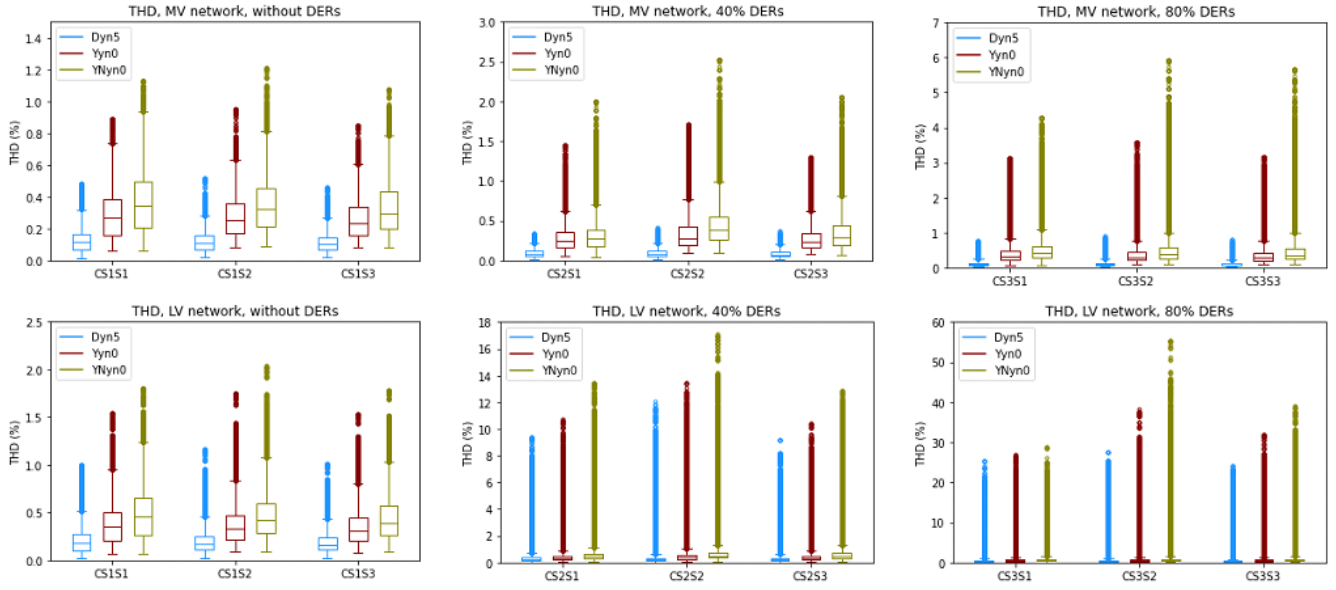 THD, MV network, without DERs
THD (%)
1.4
1.2
1.0
0.8
0.6
0.4
0.2
0.0
Dyn5
Yyn0
YNyn0
CS1S1 CS1S2 CS1S3
THD, MV network, 40% DERs
THD (%)
3.0
2.5
2.0
1.5
1.0
0.5
0.0
Dyn5
Yyn0
YNyn0
CS2S1 CS2S2 CS2S3
THD, MV network, 80% DERs
THD (%)
7
6
5
4
3
2
1
0
Dyn5
Yyn0
YNyn0
CS3S1 CS3S2 CS3S3
THD, LV network, without DERs
THD (%)
2.5
2.0
1.5
1.0
0.5
0.0
Dyn5
Yyn0
YNyn0
CS1S1 CS1S2 CS1S3
THD, LV network, 40% DERs
THD (%)
18
16
14
12
10
8
6
4
2
0
Dyn5
Yyn0
YNyn0
CS2S1 CS2S2 CS2S3
THD, LV network, 80% DERs
THD (%)
60
50
40
30
20
10
0
Dyn5
Yyn0
YNyn0
CS3S1 CS3S2 CS3S3